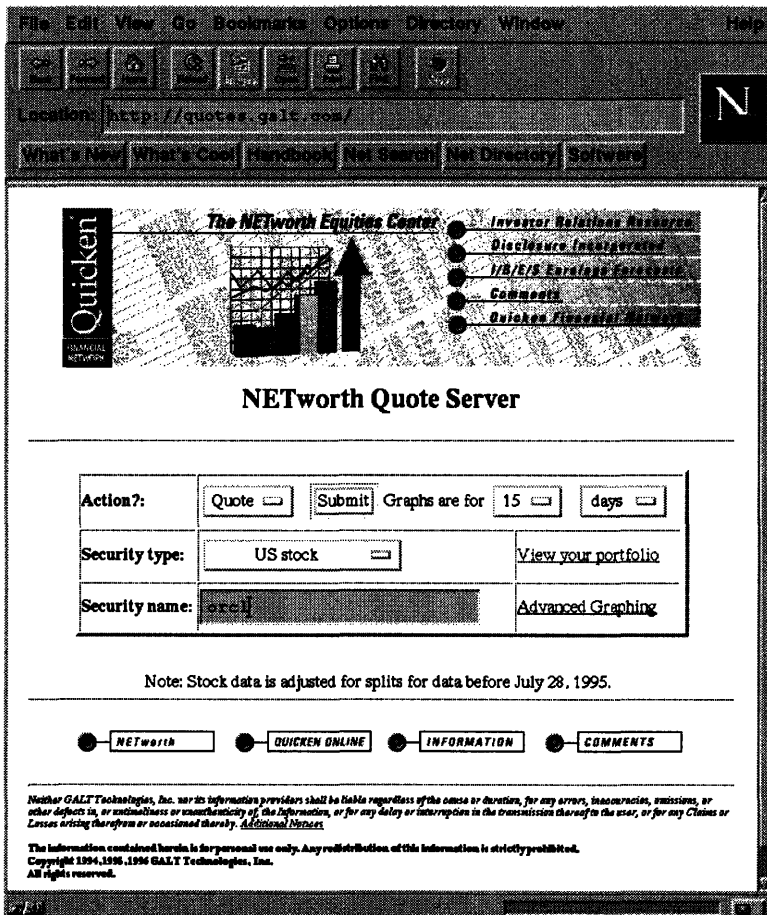 File Edit View Go Bookmarks Options Directory Window Help
Location: http://quotes.galt.com/
N
What's New! What's Cool! Handbook Net Search Net Directory Software
Quicken
FINANCIAL NETWORK
The NETworth Equities Center
Investor Relations Resource
Disclosure Incorporated
I/B/E/S Earnings Forecasts
Comments
Quicken Financial Network
NETworth Quote Server
Action?: Quote Submit Graphs are for 15 days
Security type: US stock View your portfolio
Security name: orcl Advanced Graphing
Note: Stock data is adjusted for splits for data before July 28, 1995.
NETworth QUICKEN ONLINE INFORMATION COMMENTS
Neither GALT Technologies, Inc. nor its information providers shall be liable regardless of the cause or duration, for any errors, inaccuracies, omissions, or
other defects in, or untimeliness or unauthenticity of, the Information, or for any delay or interruption in the transmission thereof to the user, or for any Claims or
Losses arising therefrom or occasioned thereby. Additional Notices
The information contained herein is for personal use only. Any redistribution of this information is strictly prohibited.
Copyright 1994,1995,1996 GALT Technologies, Inc.
All rights reserved.